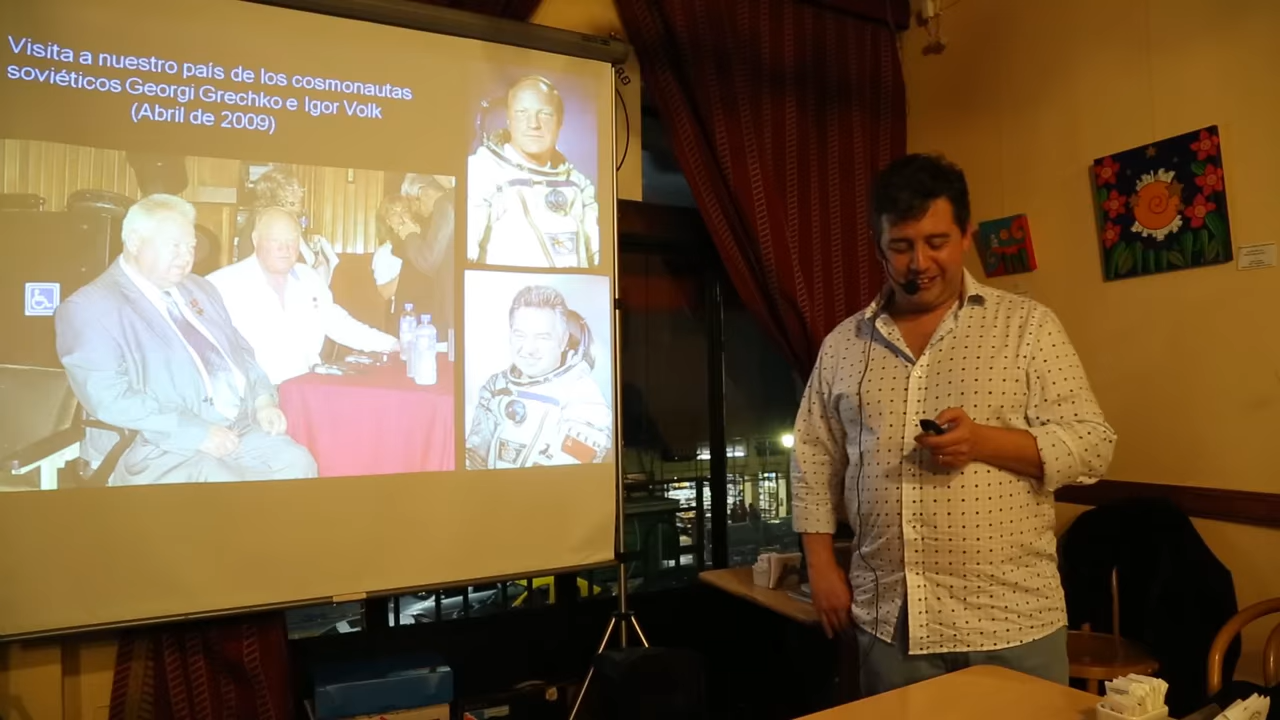 Visita a nuestro país de los cosmonautas
soviéticos Georgi Grechko e Igor Volk
(Abril de 2009)